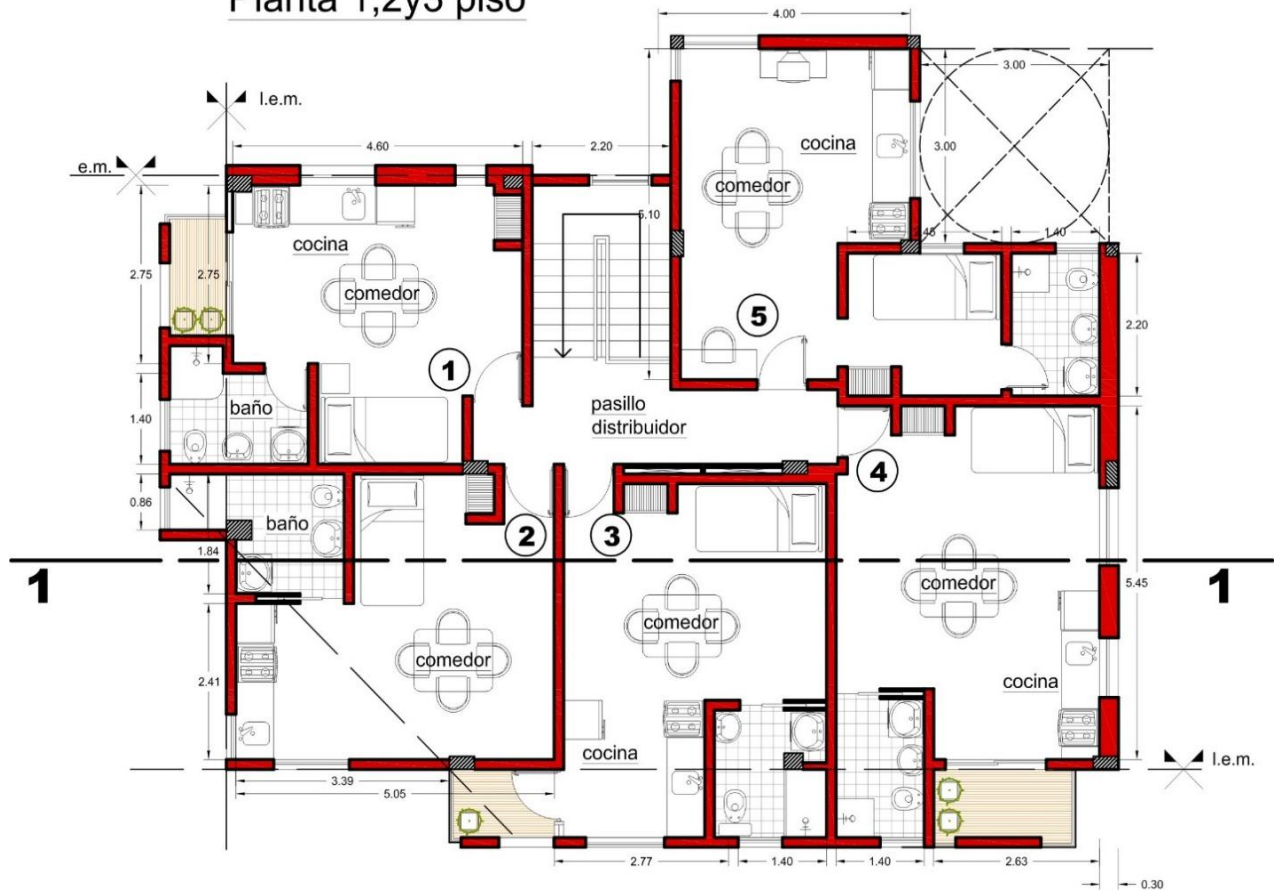 Planta 1,2y3 piso
4.00
l.e.m.
3.00
e.m.
4.60
2.20
cocina
3.00
comedor
5.10
cocina
2.45
1.40
2.75
2.75
comedor
5
2.20
1
1.40
baño
pasillo
distribuidor
4
0.86
baño
2
3
1.84
1
comedor
5.45
1
comedor
comedor
2.41
cocina
cocina
l.e.m.
3.39
5.05
2.77
1.40
1.40
2.63
0.30